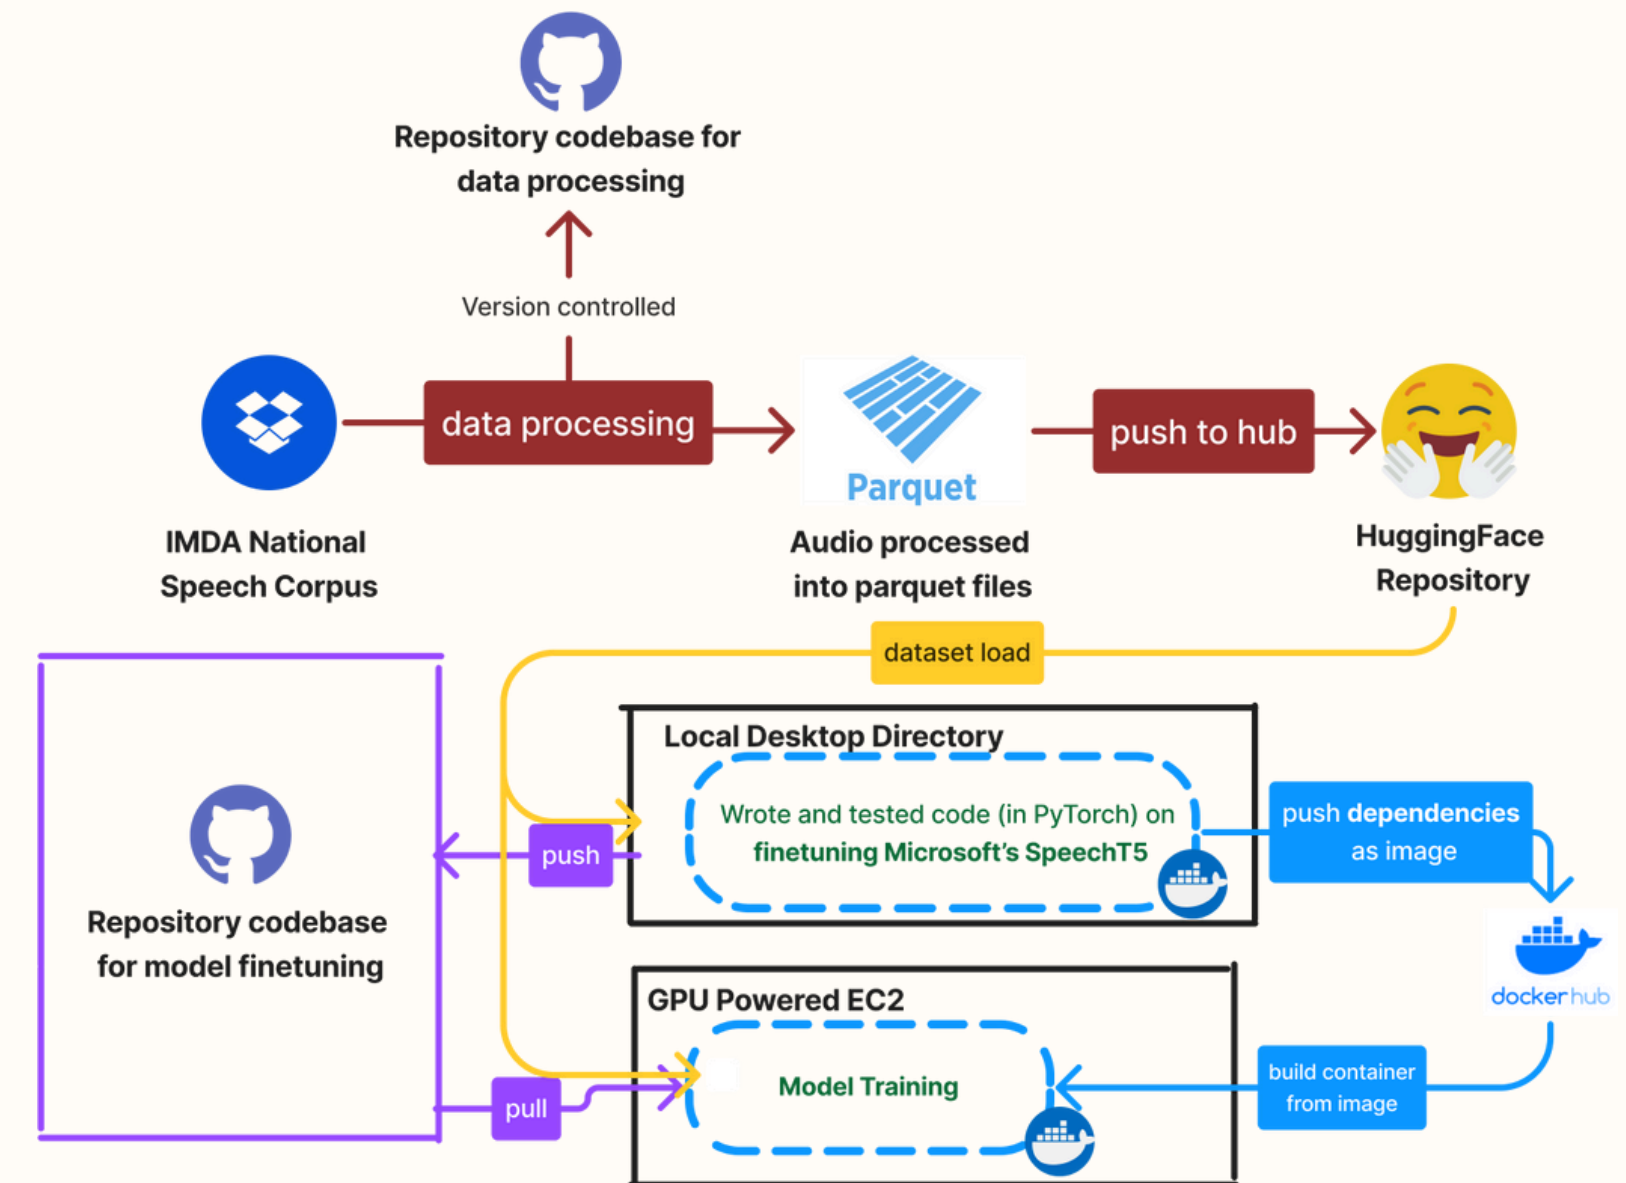 Repository codebase for
data processing
Version controlled
data processing
push to hub
Parquet
IMDA National
Speech Corpus
Audio processed
into parquet files
HuggingFace
Repository
dataset load
Local Desktop Directory
Wrote and tested code (in PyTorch) on
finetuning Microsoft's SpeechT5
push dependencies
as image
push
Repository codebase
for model finetuning
dockerhub
GPU Powered EC2
Model Training
build container
from image
pull